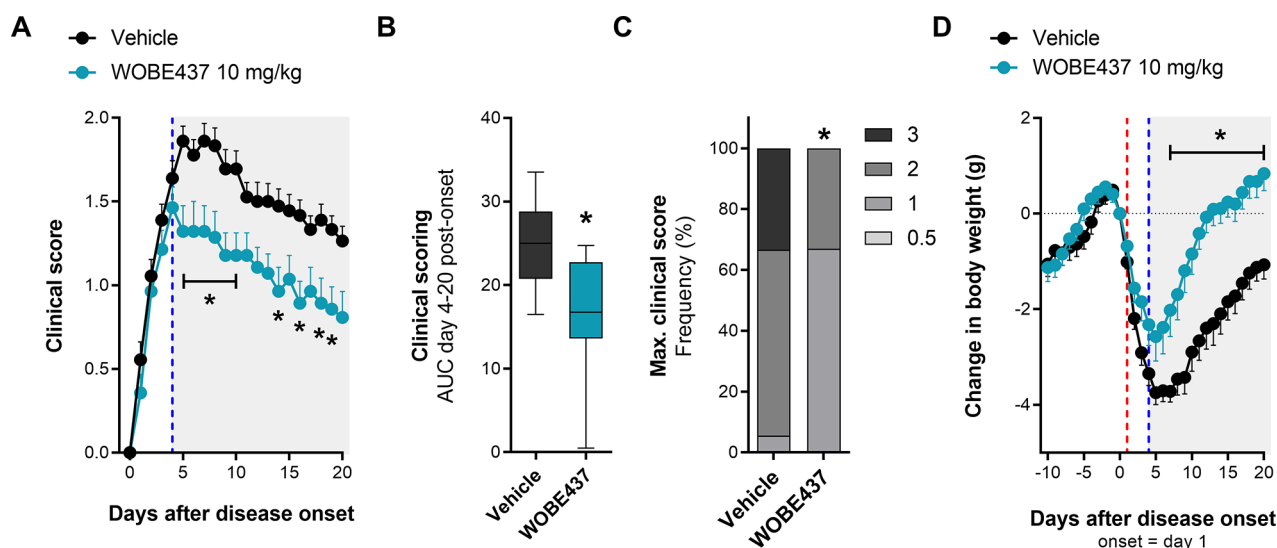 A
Vehicle
WOBE437 10 mg/kg
Clinical score
2.0
1.5
1.0
0.5
0.0
*
*
*
*
*
0
5
10
15
20
Days after disease onset
B
Clinical scoring
AUC day 4-20 post-onset
40
30
20
10
0
*
Vehicle
WOBE437
C
Max. clinical score
Frequency (%)
100
80
60
40
20
0
*
3
2
1
0.5
Vehicle
WOBE437
D
Vehicle
WOBE437 10 mg/kg
Change in body weight (g)
2
0
-2
-4
*
-10
-5
0
5
10
15
20
Days after disease onset
onset = day 1